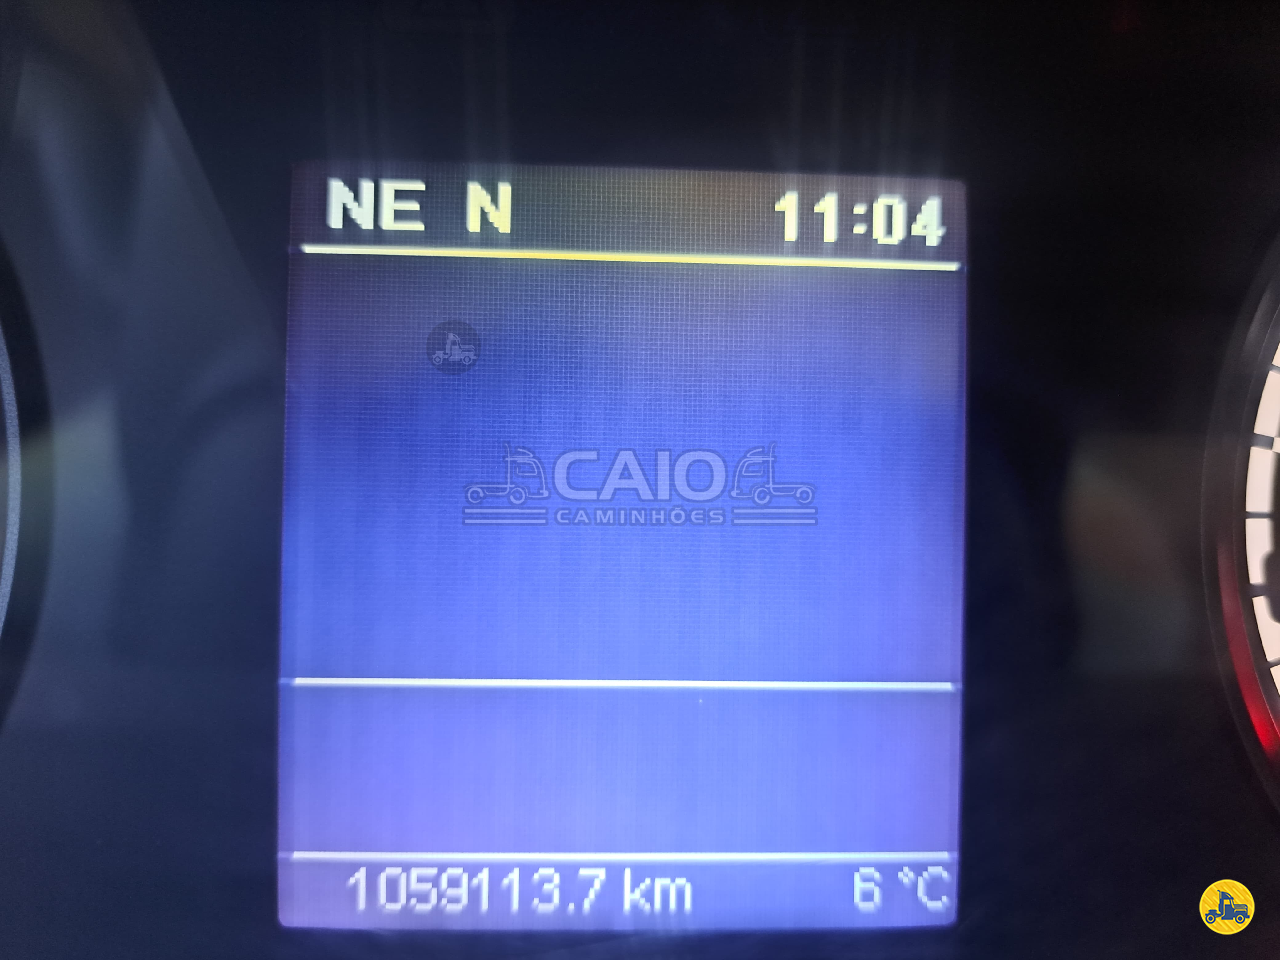 NE N 11:04
CAIO
CAMINHÕES
1059113.7 km 6 °C